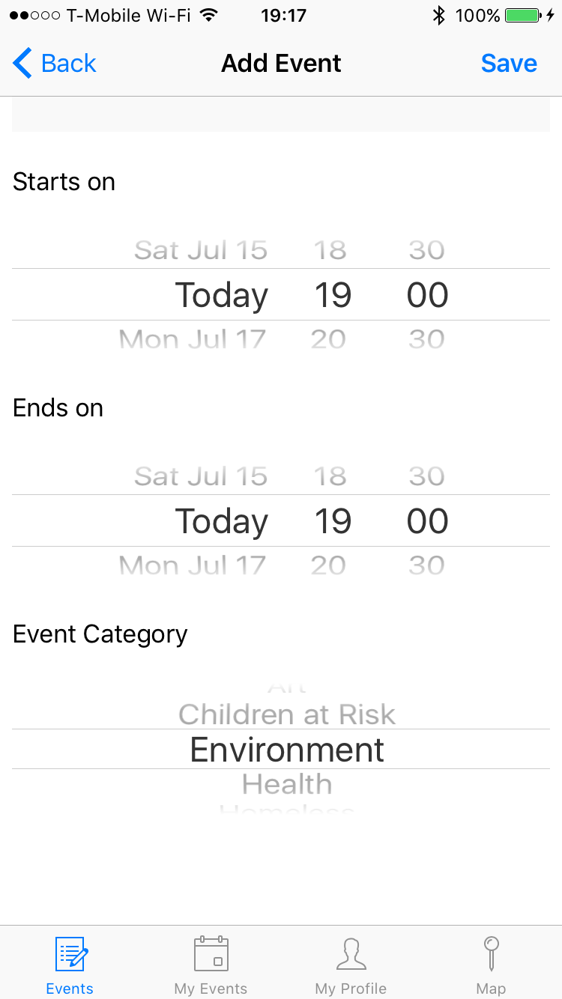 T-Mobile Wi-Fi 19:17 100%
Back Add Event Save
Starts on
Sat Jul 15 18 30
Today 19 00
Mon Jul 17 20 30
Ends on
Sat Jul 15 18 30
Today 19 00
Mon Jul 17 20 30
Event Category
Art
Children at Risk
Environment
Health
Homeless
Events My Events My Profile Map